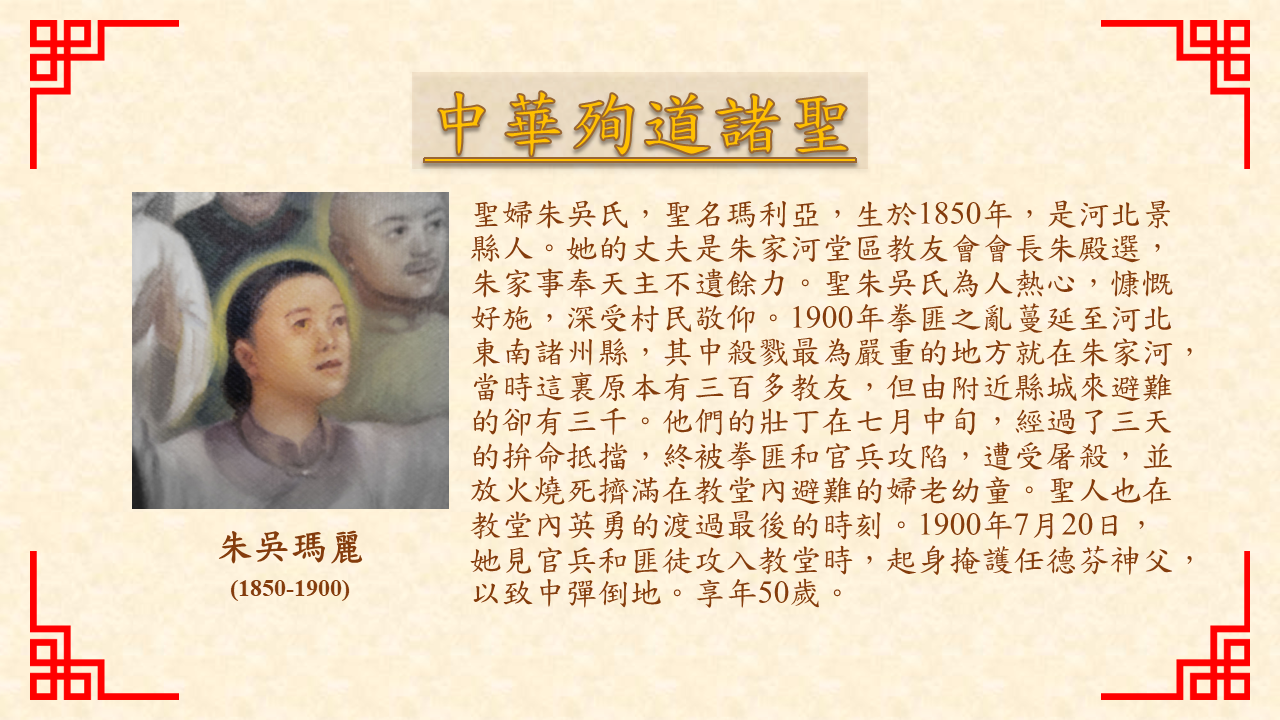 中華殉道諸聖
聖婦朱吳氏，聖名瑪利亞，生於1850年，是河北景
縣人。她的丈夫是朱家河堂區教友會會長朱殿選，
朱家事奉天主不遺餘力。聖朱吳氏為人熱心，慷慨
好施，深受村民敬仰。1900年拳匪之亂蔓延至河北
東南諸州縣，其中殺戮最為嚴重的地方就在朱家河，
當時這裏原本有三百多教友，但由附近縣城來避難
的卻有三千。他們的壯丁在七月中旬，經過了三天
的拚命抵擋，終被拳匪和官兵攻陷，遭受屠殺，並
放火燒死擠滿在教堂內避難的婦老幼童。聖人也在
教堂內英勇的渡過最後的時刻。1900年7月20日，
她見官兵和匪徒攻入教堂時，起身掩護任德芬神父，
以致中彈倒地。享年50歲。
朱吳瑪麗
(1850-1900)